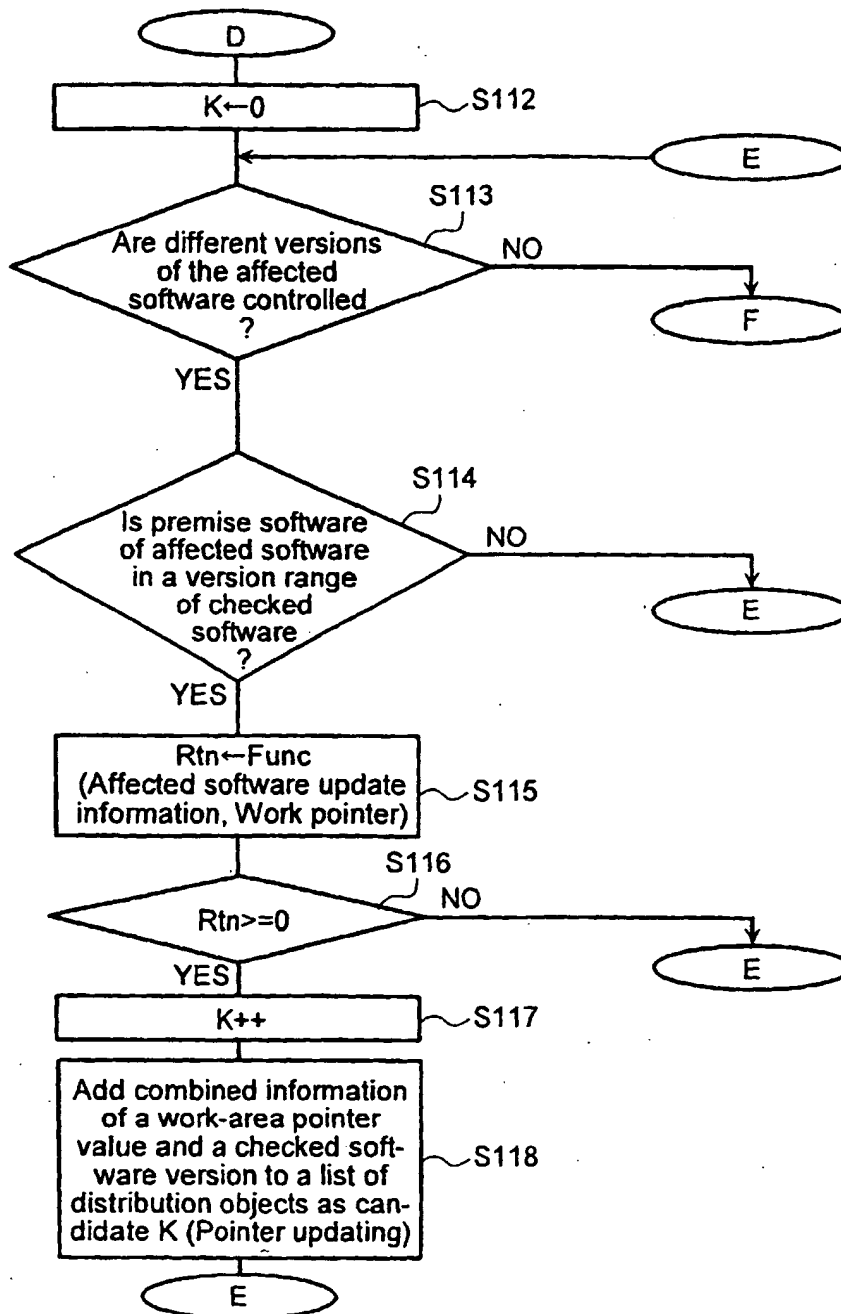 D
K←0
S112
E
S113
Are different versions
of the affected
software controlled
?
NO
F
YES
S114
Is premise software
of affected software
in a version range
of checked
software
?
NO
E
YES
Rtn←Func
(Affected software update
information, Work pointer)
S115
S116
Rtn>=0
NO
E
YES
K++
S117
Add combined information
of a work-area pointer
value and a checked soft-
ware version to a list of
distribution objects as can-
didate K (Pointer updating)
S118
E